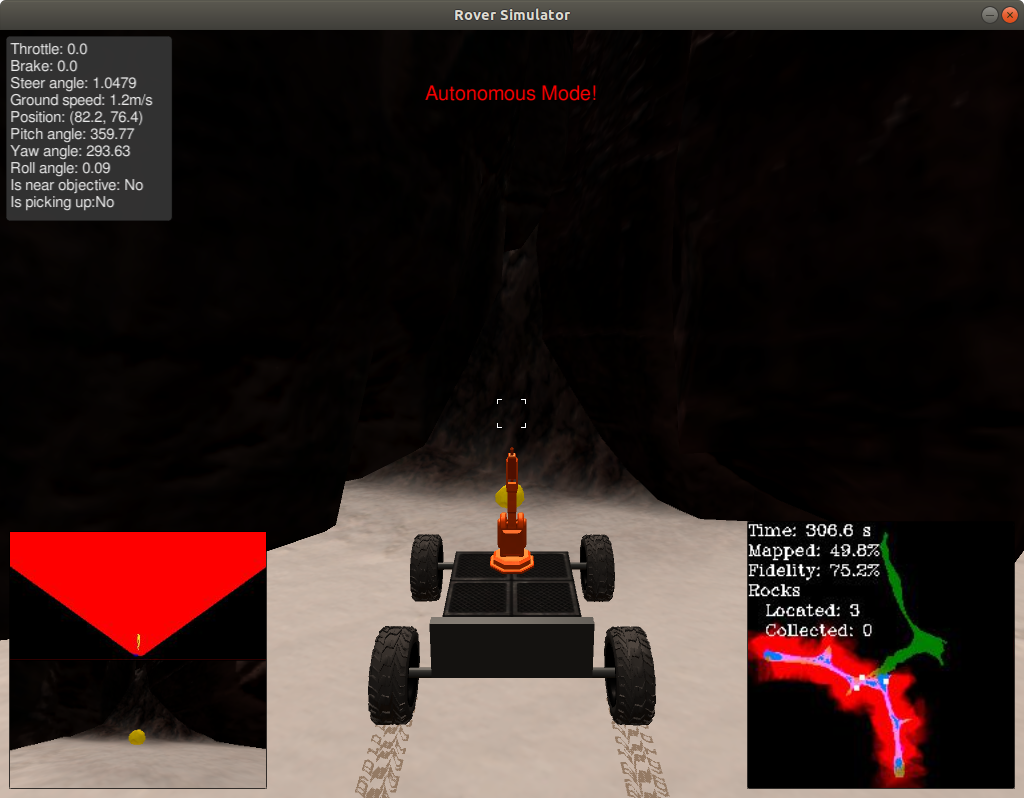 Rover Simulator
Throttle: 0.0
Brake: 0.0
Steer angle: 1.0479
Ground speed: 1.2m/s
Position: (82.2, 76.4)
Pitch angle: 359.77
Yaw angle: 293.63
Roll angle: 0.09
Is near objective: No
Is picking up:No
Autonomous Mode!
Time: 306.6 s
Mapped: 49.8%
Fidelity: 75.2%
Rocks
Located: 3
Collected: 0